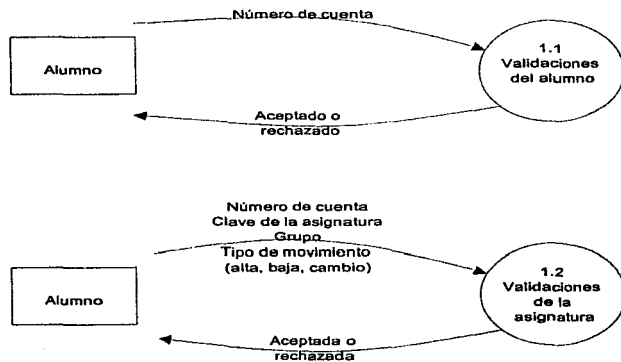 Número de cuenta
Alumno
1.1
Validaciones
del alumno
Aceptado o
rechazado
Número de cuenta
Clave de la asignatura
Grupo
Tipo de movimiento
(alta, baja, cambio)
Alumno
1.2
Validaciones
de la
asignatura
Aceptada o
rechazada